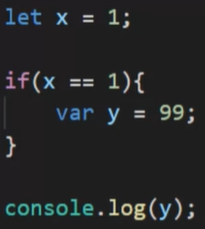 let x = 1;
if(x == 1){
    var y = 99;
}
console.log(y);